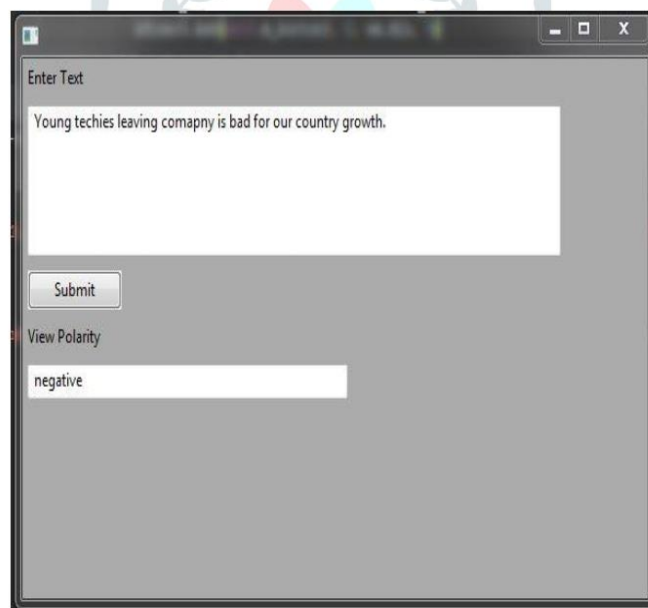 Enter Text
Young techies leaving comapny is bad for our country growth.
Submit
View Polarity
negative